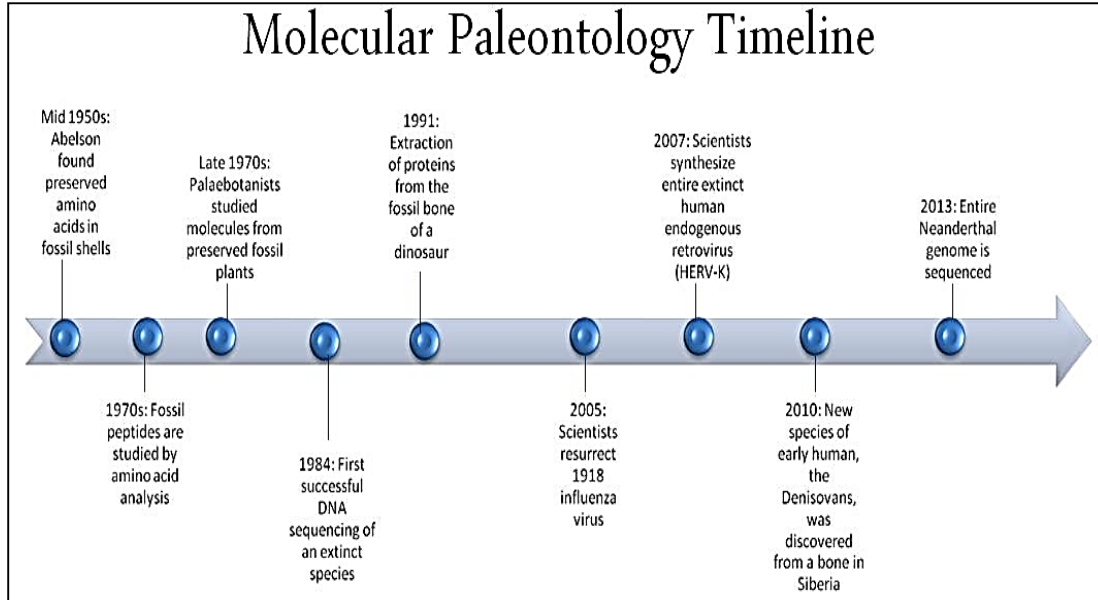 Molecular Paleontology Timeline
Mid 1950s:
Abelson
found
preserved
amino
acids in
fossil shells
1970s: Fossil
peptides are
studied by
amino acid
analysis
Late 1970s:
Palaebotanists
studied
molecules from
preserved fossil
plants
1984: First
successful
DNA
sequencing of
an extinct
species
1991:
Extraction
of proteins
from the
fossil bone
of a
dinosaur
2005:
Scientists
resurrect
1918
influenza
virus
2007: Scientists
synthesize
entire extinct
human
endogenous
retrovirus
(HERV-K)
2010: New
species of
early human,
the
Denisovans,
was
discovered
from a bone in
Siberia
2013: Entire
Neanderthal
genome is
sequenced